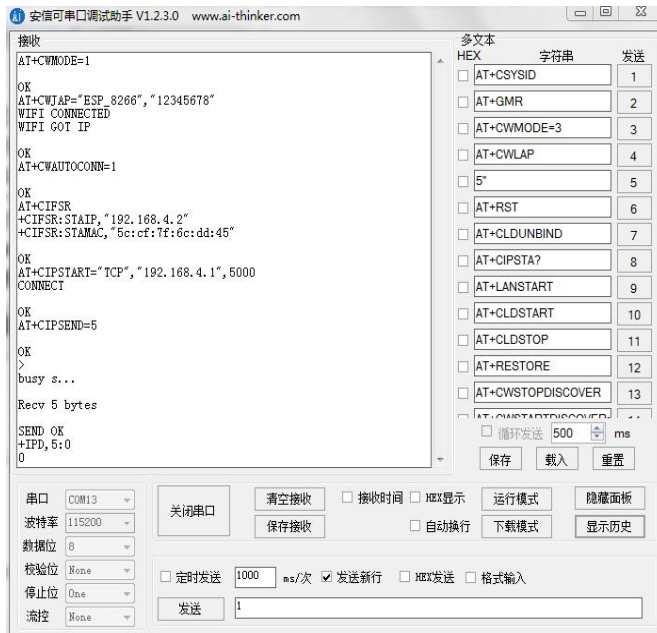 安信可串口调试助手 V1.2.3.0 www.ai-thinker.com
接收
AT+CWMODE=1
OK
AT+CWJAP="ESP_8266","12345678"
WIFI CONNECTED
WIFI GOT IP
OK
AT+CWAUTOCONN=1
OK
AT+CIFSR
+CIFSR:STAIP,"192.168.4.2"
+CIFSR:STAMAC,"5c:cf:7f:6c:dd:45"
OK
AT+CIPSTART="TCP","192.168.4.1",5000
CONNECT
OK
AT+CIPSEND=5
OK
>
busy s...
Recv 5 bytes
SEND OK
+IPD,5:0
0
多文本
HEX 字符串 发送
AT+CSYSID 1
AT+GMR 2
AT+CWMODE=3 3
AT+CWLAP 4
5" 5
AT+RST 6
AT+CLDUNBIND 7
AT+CIPSTA? 8
AT+LANSTART 9
AT+CLDSTART 10
AT+CLDSTOP 11
AT+RESTORE 12
AT+CWSTOPDISCOVER 13
循环发送 500 ms
保存 载入 重置
串口 COM13
波特率 115200
数据位 8
校验位 None
停止位 One
流控 None
关闭串口
清空接收 接收时间 HEX显示 运行模式 隐藏面板
保存接收 自动换行 下载模式 显示历史
定时发送 1000 ms/次 发送新行 HEX发送 格式输入
发送 1